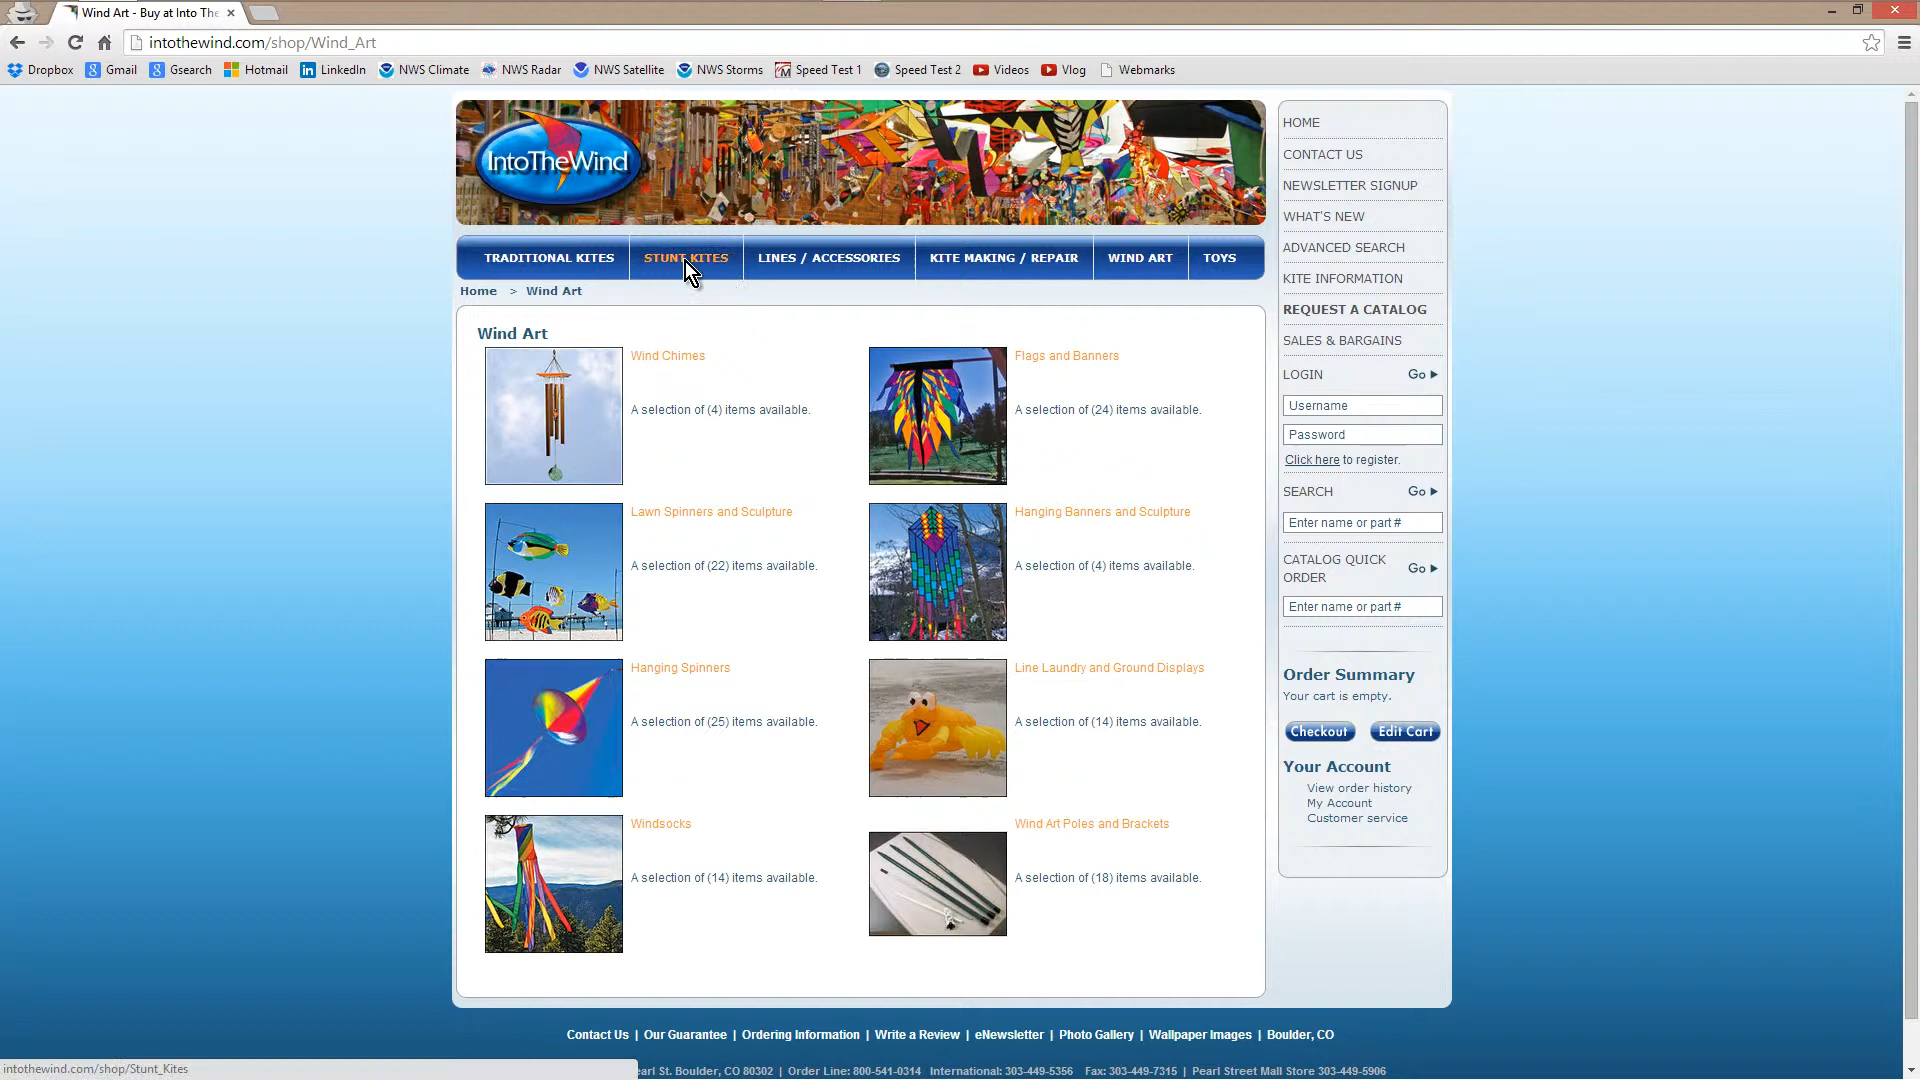 Wind Art - Buy at Into The
intothewind.com/shop/Wind_Art
Dropbox Gmail Gsearch Hotmail LinkedIn NWS Climate NWS Radar NWS Satellite NWS Storms Speed Test 1 Speed Test 2 Videos Vlog Webmarks
IntoTheWind
TRADITIONAL KITES STUNT KITES LINES / ACCESSORIES KITE MAKING / REPAIR WIND ART TOYS
Home > Wind Art
Wind Art
Wind Chimes
A selection of (4) items available.
Flags and Banners
A selection of (24) items available.
Lawn Spinners and Sculpture
A selection of (22) items available.
Hanging Banners and Sculpture
A selection of (4) items available.
Hanging Spinners
A selection of (25) items available.
Line Laundry and Ground Displays
A selection of (14) items available.
Windsocks
A selection of (14) items available.
Wind Art Poles and Brackets
A selection of (18) items available.
HOME
CONTACT US
NEWSLETTER SIGNUP
WHAT'S NEW
ADVANCED SEARCH
KITE INFORMATION
REQUEST A CATALOG
SALES & BARGAINS
LOGIN Go
Username
Password
Click here to register.
SEARCH Go
Enter name or part #
CATALOG QUICK
ORDER Go
Enter name or part #
Order Summary
Your cart is empty.
Checkout Edit Cart
Your Account
View order history
My Account
Customer service
Contact Us | Our Guarantee | Ordering Information | Write a Review | eNewsletter | Photo Gallery | Wallpaper Images | Boulder, CO
St. Boulder, CO 80302 | Order Line: 800-541-0314 International: 303-449-5356 Fax: 303-449-7315 | Pearl Street Mall Store 303-449-5906
intothewind.com/shop/Stunt_Kites